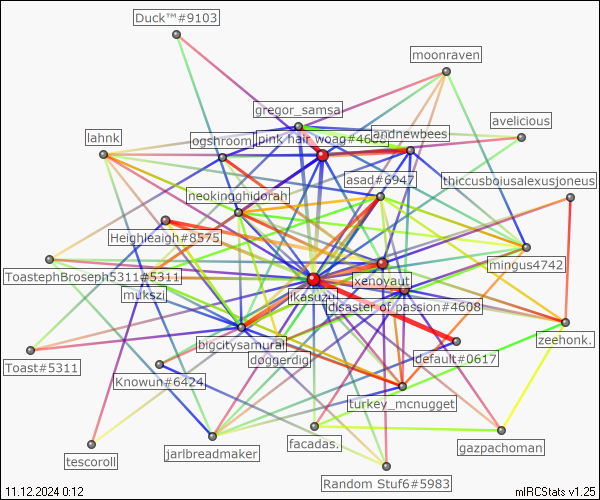 Duck™#9103
moonraven
gregor_samsa
avelicious
andnewbees
pink hair woag#4608
ogshroom
lahnk
asad#6947
thiccusboiusalexusjoneus
neokingghidorah
Heighleaigh#8575
mingus4742
ToastephBroseph5311#5311
xenoyaut
mukszi
likasuzu
disaster of passion#4608
zeehonk.
bigcitysamurai
doggerdig
default#0617
Toast#5311
Knowun#6424
turkey_mcnugget
facadas.
gazpachoman
jarlbreadmaker
tescoroll
Random Stuf6#5983
11.12.2024 0:12
mIRCStats v1.25